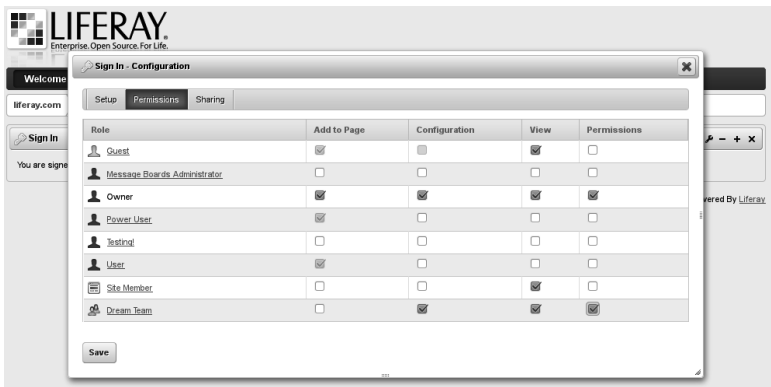 LIFERAY.
Enterprise. Open Source. For Life.
Sign In - Configuration
Welcome
Setup Permissions Sharing
liferay.com
Role Add to Page Configuration View Permissions
Sign In
Guest
You are signe
Message Boards Administrator
Owner
vered By Liferay
Power User
Testing!
User
Site Member
Dream Team
Save